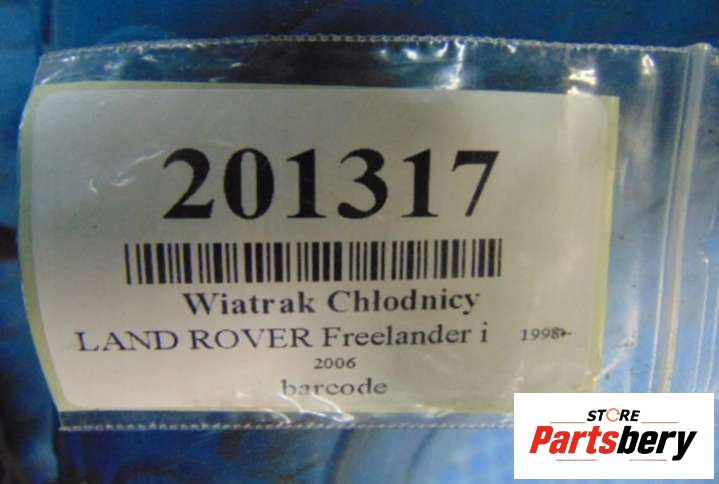 201317
Wiatrak Chłodnicy
LAND ROVER Freelander i 1998-
2006
barcode
STORE
Partsbery